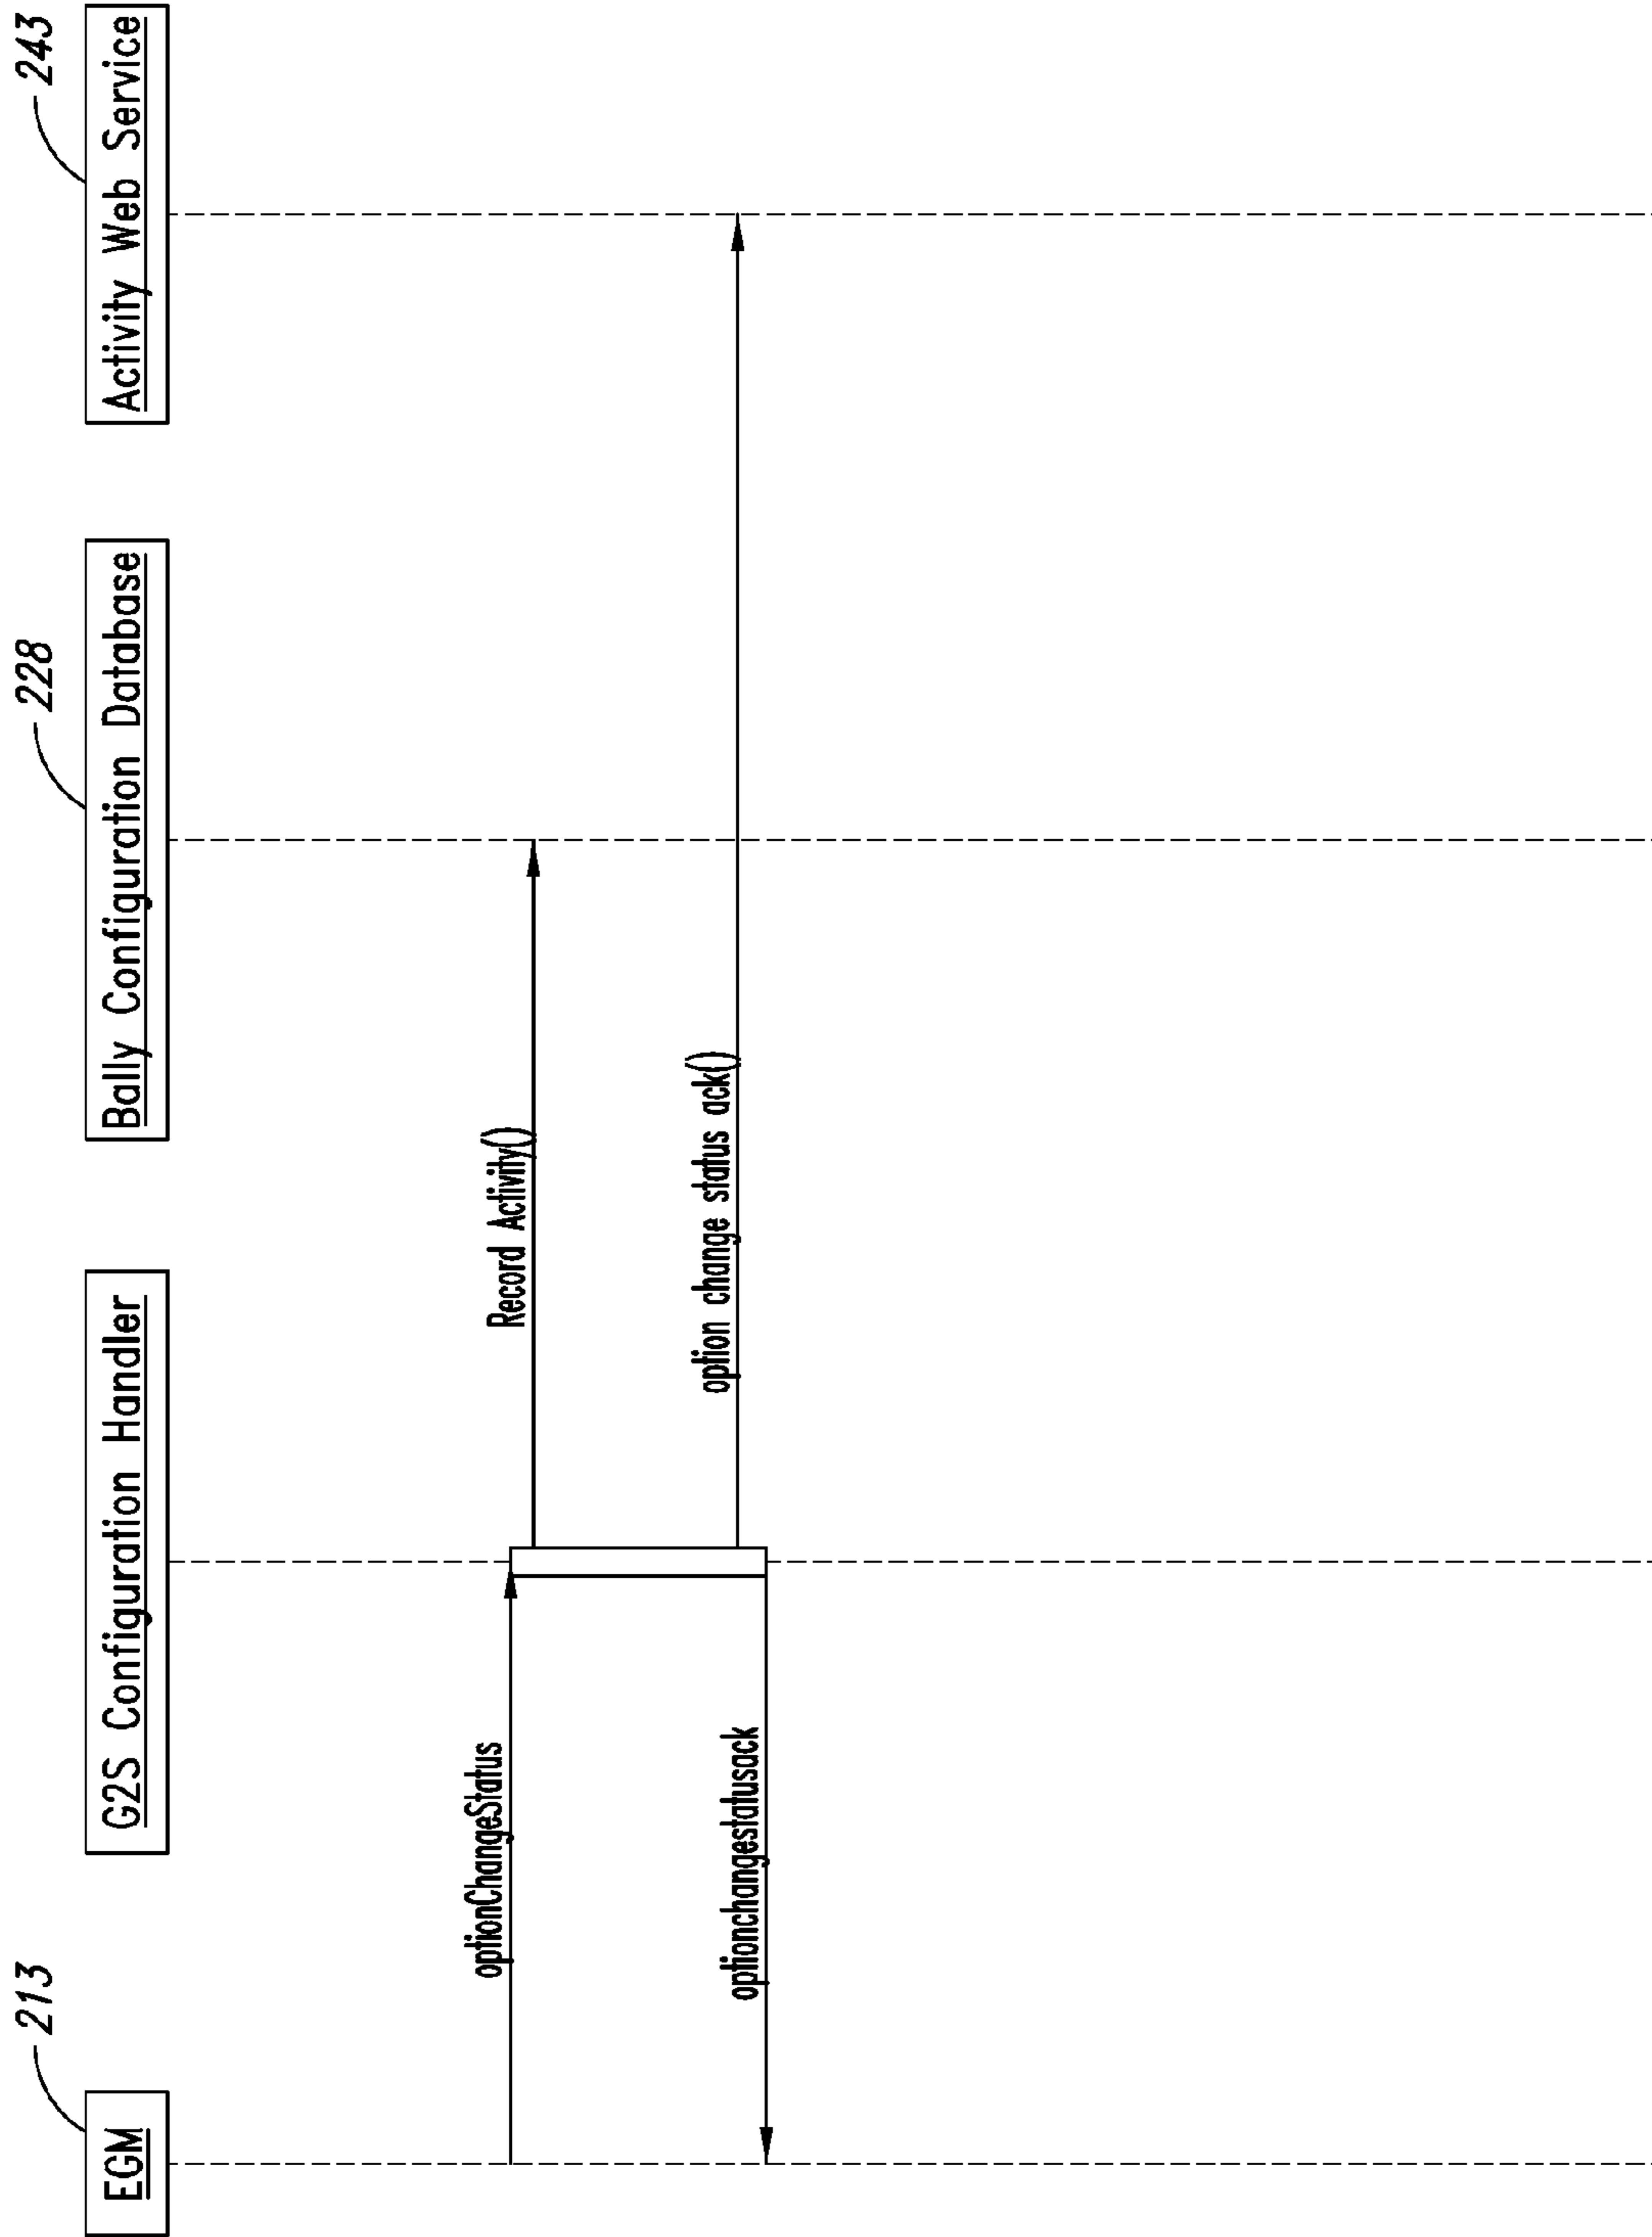 213
228
243
EGM
G2S Configuration Handler
Bally Configuration Database
Activity Web Service
optionChangeStatus
Record Activity()
option change status ack()
optionchangestatusack